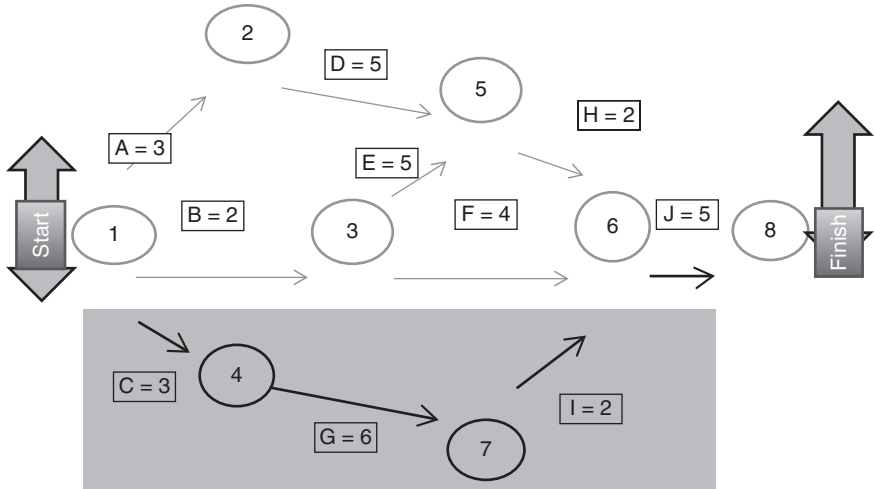 2
D = 5
5
H = 2
A = 3
E = 5
Start
1
B = 2
3
F = 4
6
J = 5
8
Finish
C = 3
4
G = 6
7
I = 2